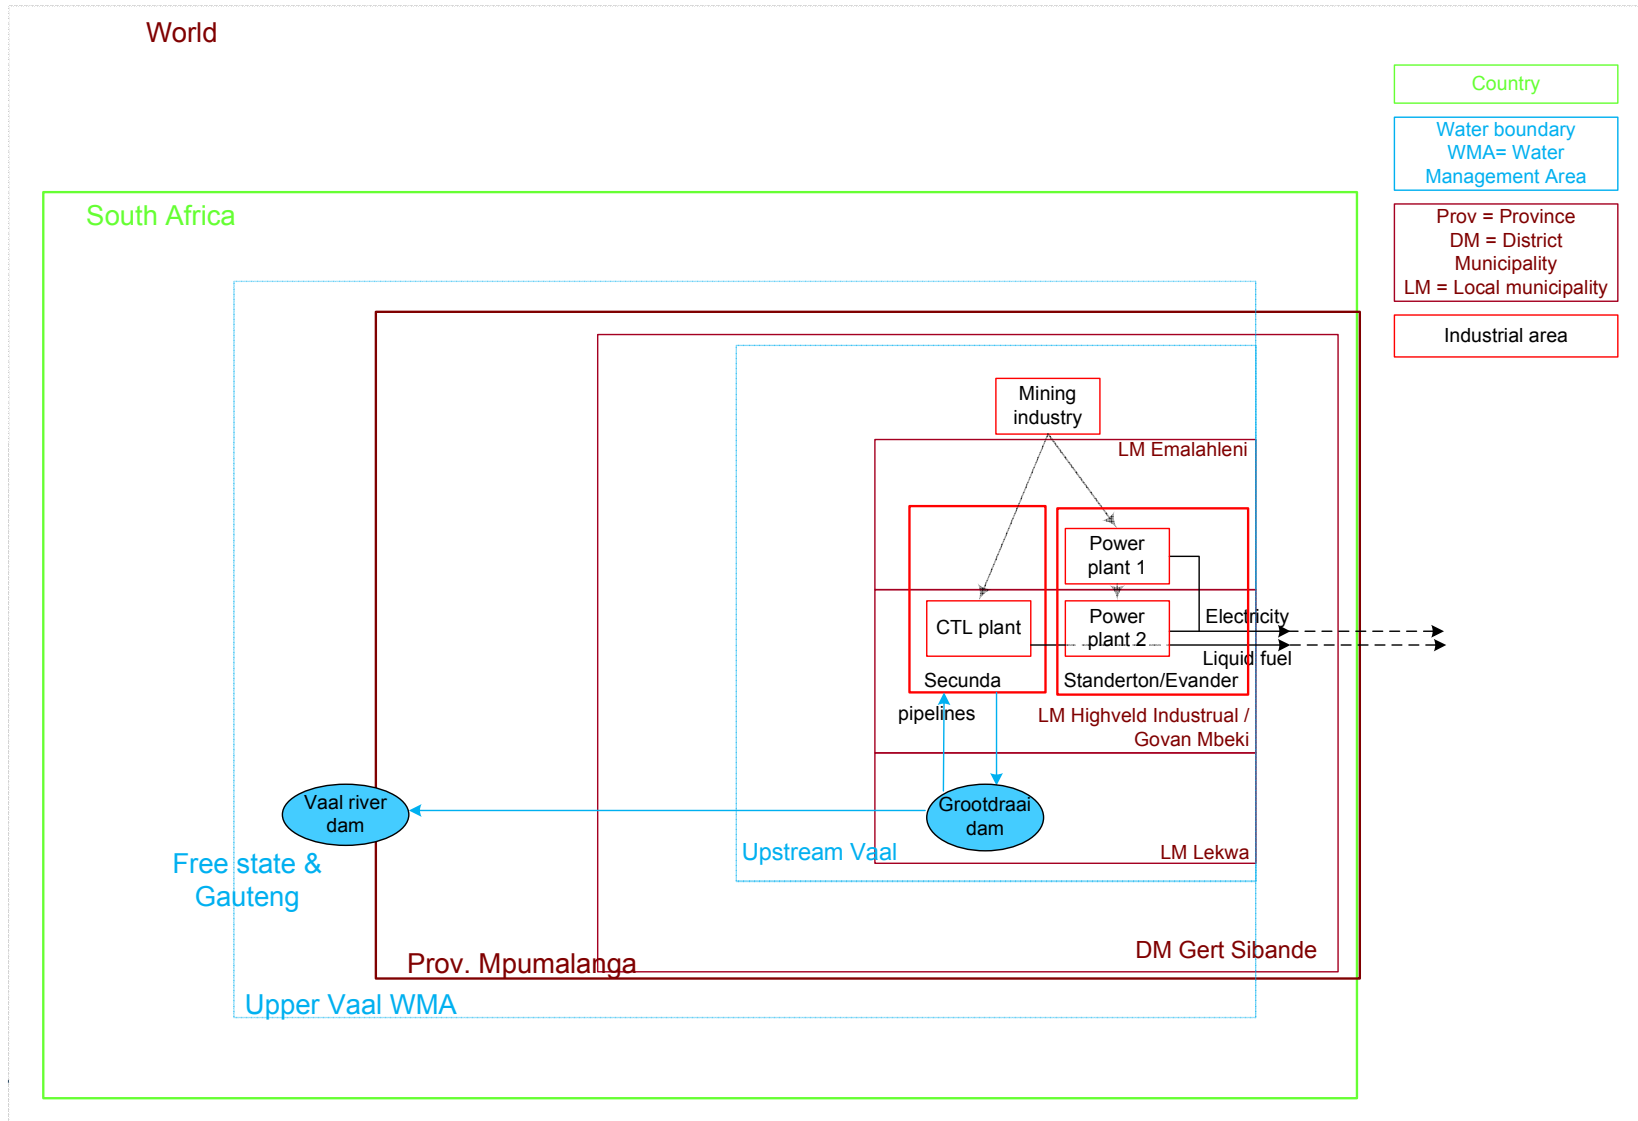 World
Country
Water boundary
WMA= Water
Management Area
South Africa
Prov = Province
DM = District
Municipality
LM = Local municipality
Industrial area
Mining
industry
LM Emalahleni
Power
plant 1
CTL plant
Power
plant 2
Electricity
Liquid fuel
Secunda
Standerton/Evander
pipelines
LM Highveld Industrual /
Govan Mbeki
Vaal river
dam
Grootdraai
dam
Upstream Vaal
LM Lekwa
Free state &
Gauteng
DM Gert Sibande
Prov. Mpumalanga
Upper Vaal WMA